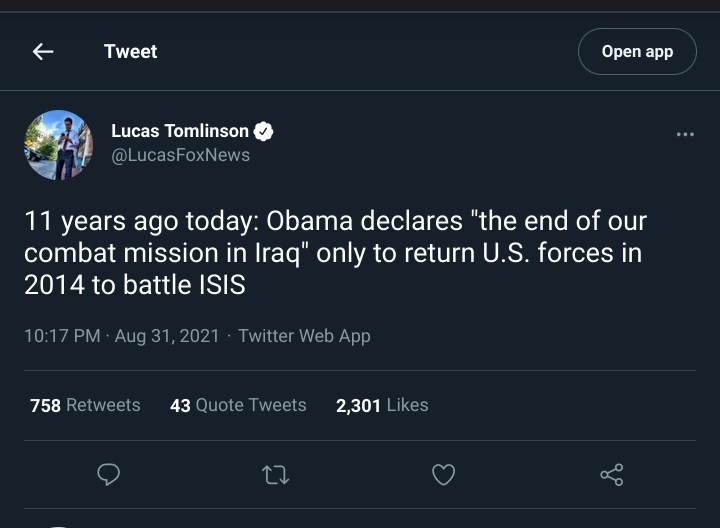 Tweet
Open app
Lucas Tomlinson
@LucasFoxNews
11 years ago today: Obama declares "the end of our
combat mission in Iraq" only to return U.S. forces in
2014 to battle ISIS
10:17 PM · Aug 31, 2021 · Twitter Web App
758 Retweets 43 Quote Tweets 2,301 Likes